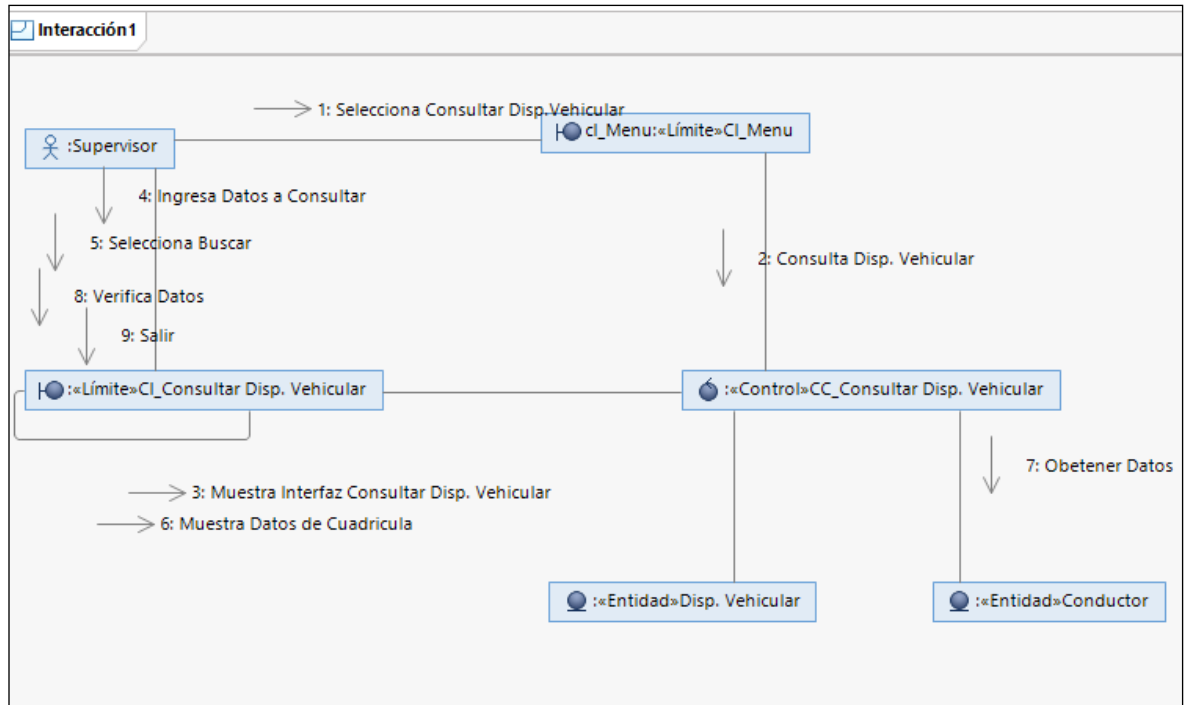 Interacción1
1: Selecciona Consultar Disp.Vehicular
cl_Menu:«Límite»CI_Menu
:Supervisor
4: Ingresa Datos a Consultar
5: Selecciona Buscar
2: Consulta Disp. Vehicular
8: Verifica Datos
9: Salir
:«Límite»CI_Consultar Disp. Vehicular
:«Control»CC_Consultar Disp. Vehicular
7: Obetener Datos
3: Muestra Interfaz Consultar Disp. Vehicular
6: Muestra Datos de Cuadricula
:«Entidad»Disp. Vehicular
:«Entidad»Conductor